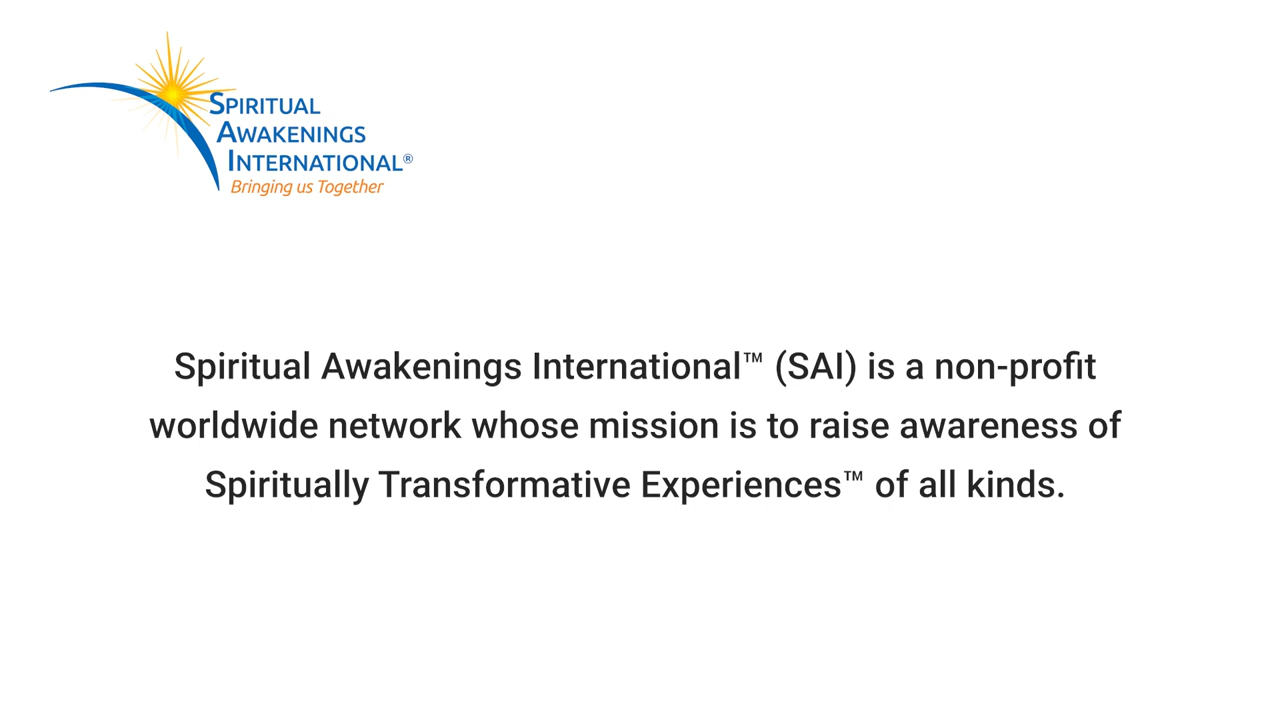 SPIRITUAL
AWAKENINGS
INTERNATIONAL®
Bringing us Together
Spiritual Awakenings International™ (SAI) is a non-profit
worldwide network whose mission is to raise awareness of
Spiritually Transformative Experiences™ of all kinds.